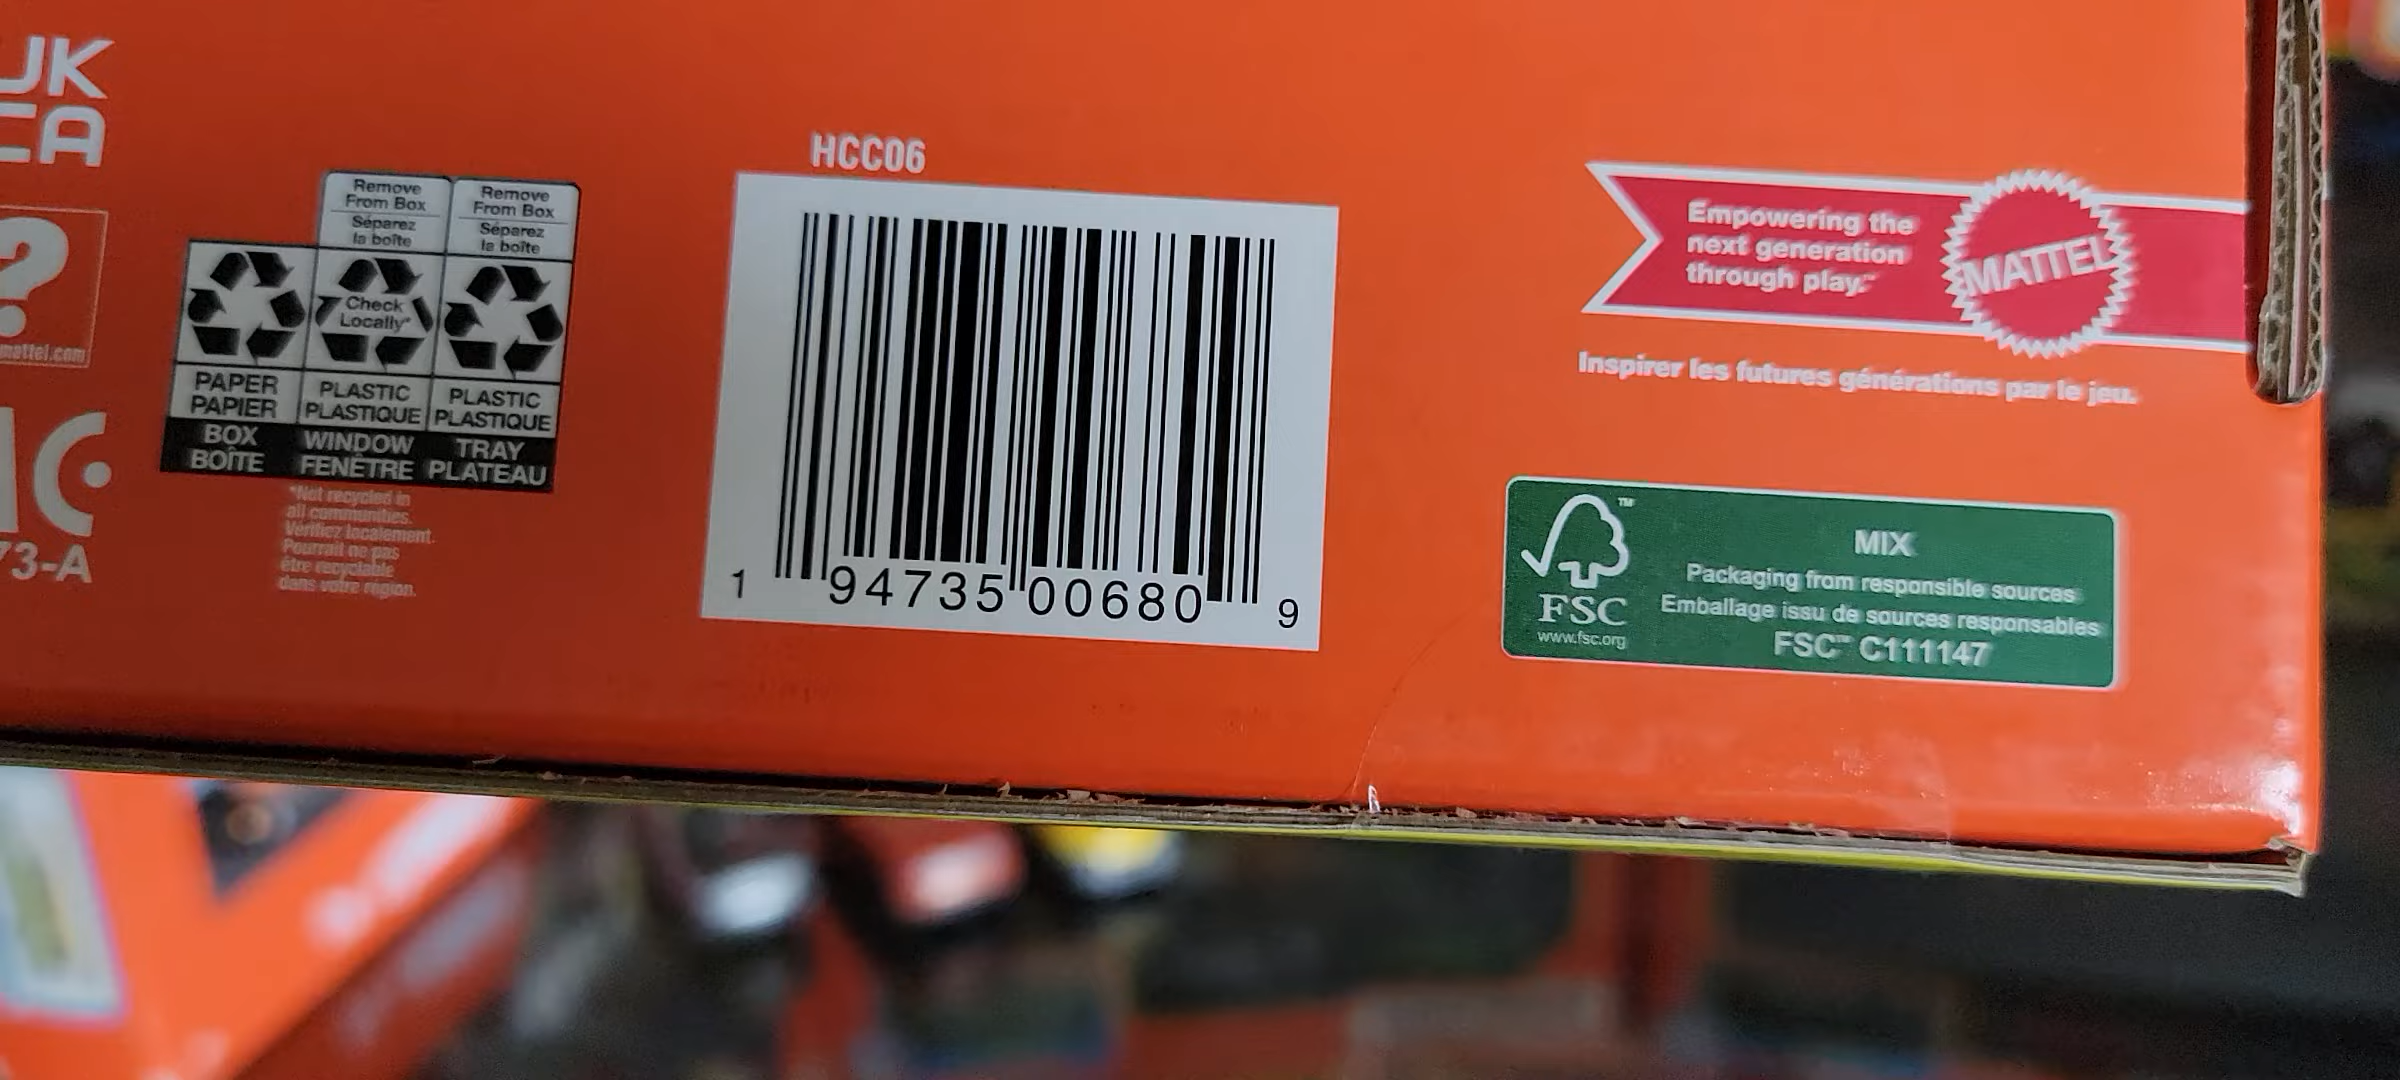 UK
CA
?
mattel.com
73-A
Remove
From Box
Séparez
la boîte
Remove
From Box
Séparez
la boîte
Check
Locally*
PAPER
PAPIER
PLASTIC
PLASTIQUE
PLASTIC
PLASTIQUE
BOX
BOÎTE
WINDOW
FENÊTRE
TRAY
PLATEAU
*Not recycled in
all communities.
Vérifiez localement.
Pourrait ne pas
être recyclable
dans votre région.
HCC06
1 94735 00680 9
Empowering the
next generation
through play.™
MATTEL
Inspirer les futures générations par le jeu.
FSC
www.fsc.org
™
MIX
Packaging from responsible sources
Emballage issu de sources responsables
FSC™ C111147